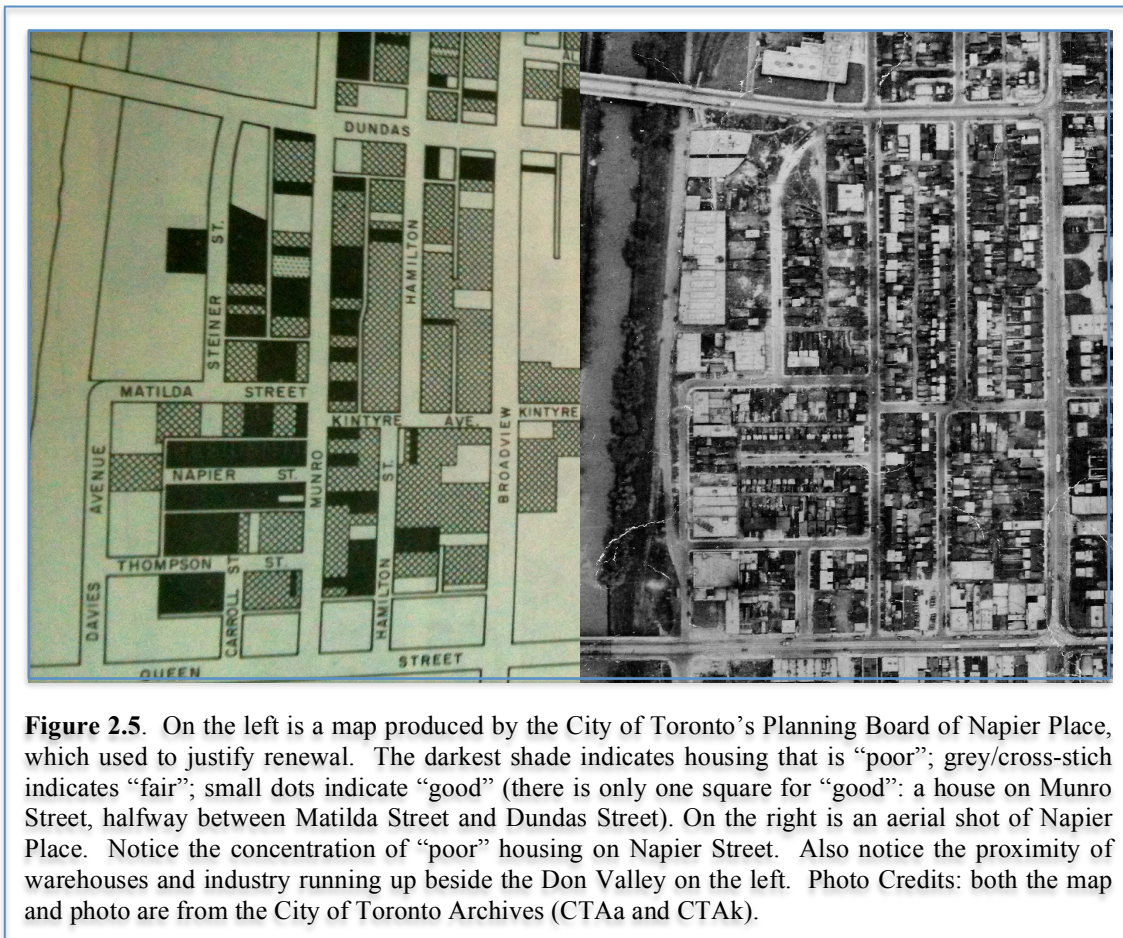 AL
DUNDAS
STEINER ST.
HAMILTON
MATILDA STREET
KINTYRE AVE.
KINTYRE
NAPIER ST.
MUNRO
BROADVIEW
DAVIES AVENUE
THOMPSON ST.
CARROLL ST
HAMILTON ST.
QUEEN STREET
Figure 2.5. On the left is a map produced by the City of Toronto’s Planning Board of Napier Place,
which used to justify renewal. The darkest shade indicates housing that is “poor”; grey/cross-stich
indicates “fair”; small dots indicate “good” (there is only one square for “good”: a house on Munro
Street, halfway between Matilda Street and Dundas Street). On the right is an aerial shot of Napier
Place. Notice the concentration of “poor” housing on Napier Street. Also notice the proximity of
warehouses and industry running up beside the Don Valley on the left. Photo Credits: both the map
and photo are from the City of Toronto Archives (CTAa and CTAk).